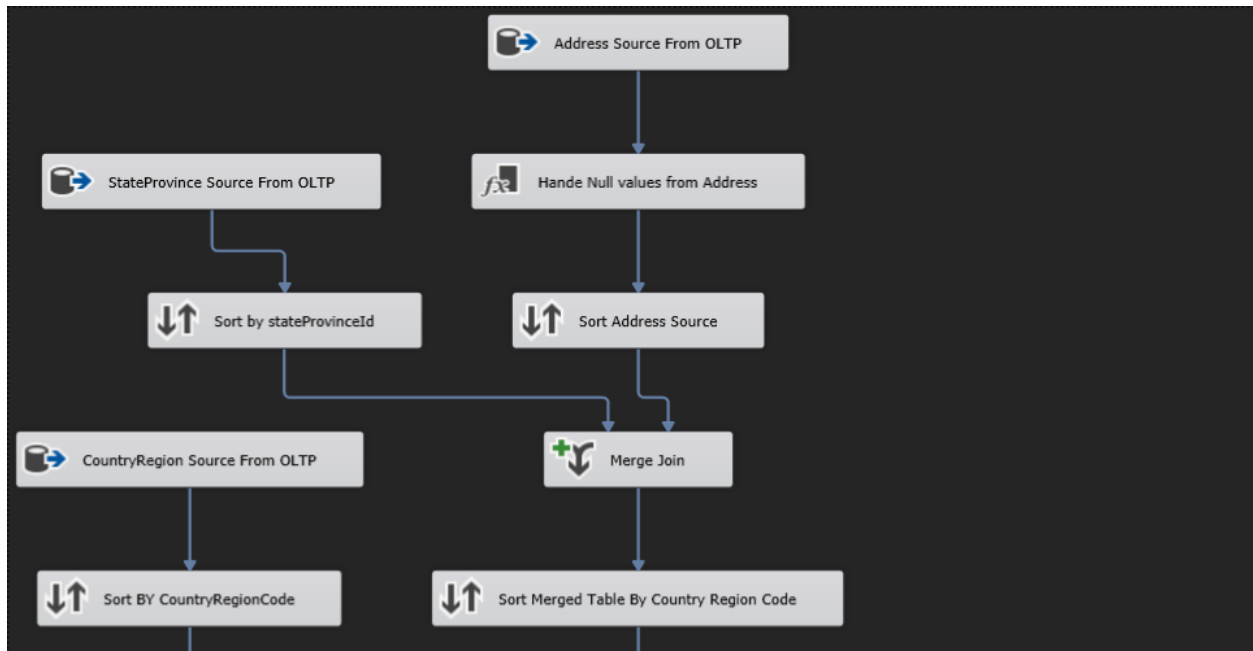 Address Source From OLTP
StateProvince Source From OLTP
fx Hande Null values from Address
Sort by stateProvinceId
Sort Address Source
CountryRegion Source From OLTP
Merge Join
Sort BY CountryRegionCode
Sort Merged Table By Country Region Code